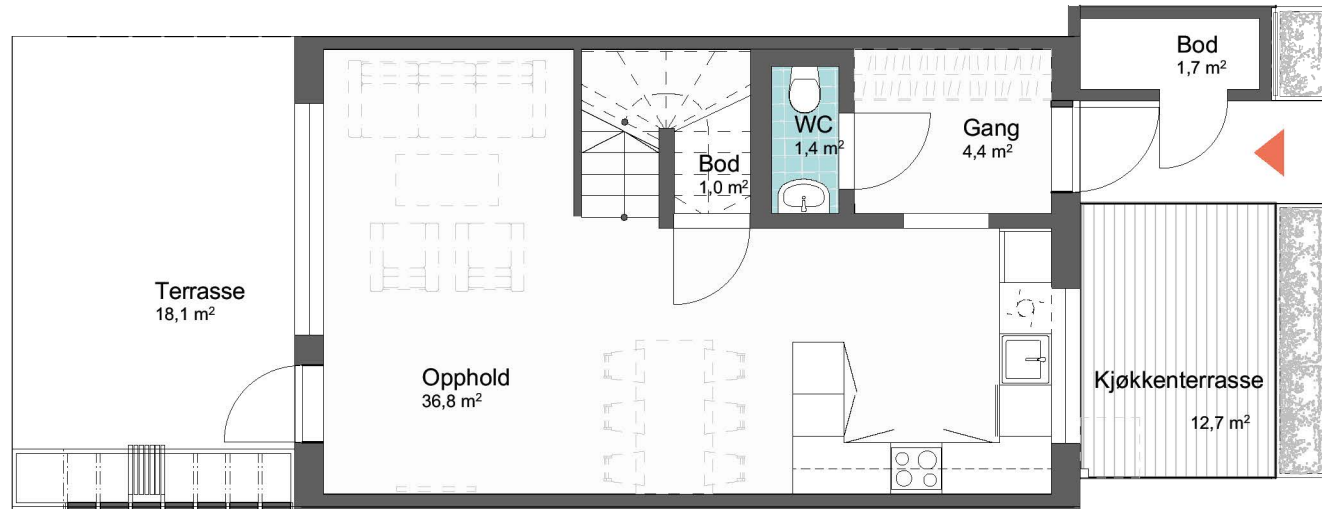 Bod
1,7 m²
WC
1,4 m²
Gang
4,4 m²
Bod
1,0 m²
Terrasse
18,1 m²
Opphold
36,8 m²
Kjøkkenterrasse
12,7 m²